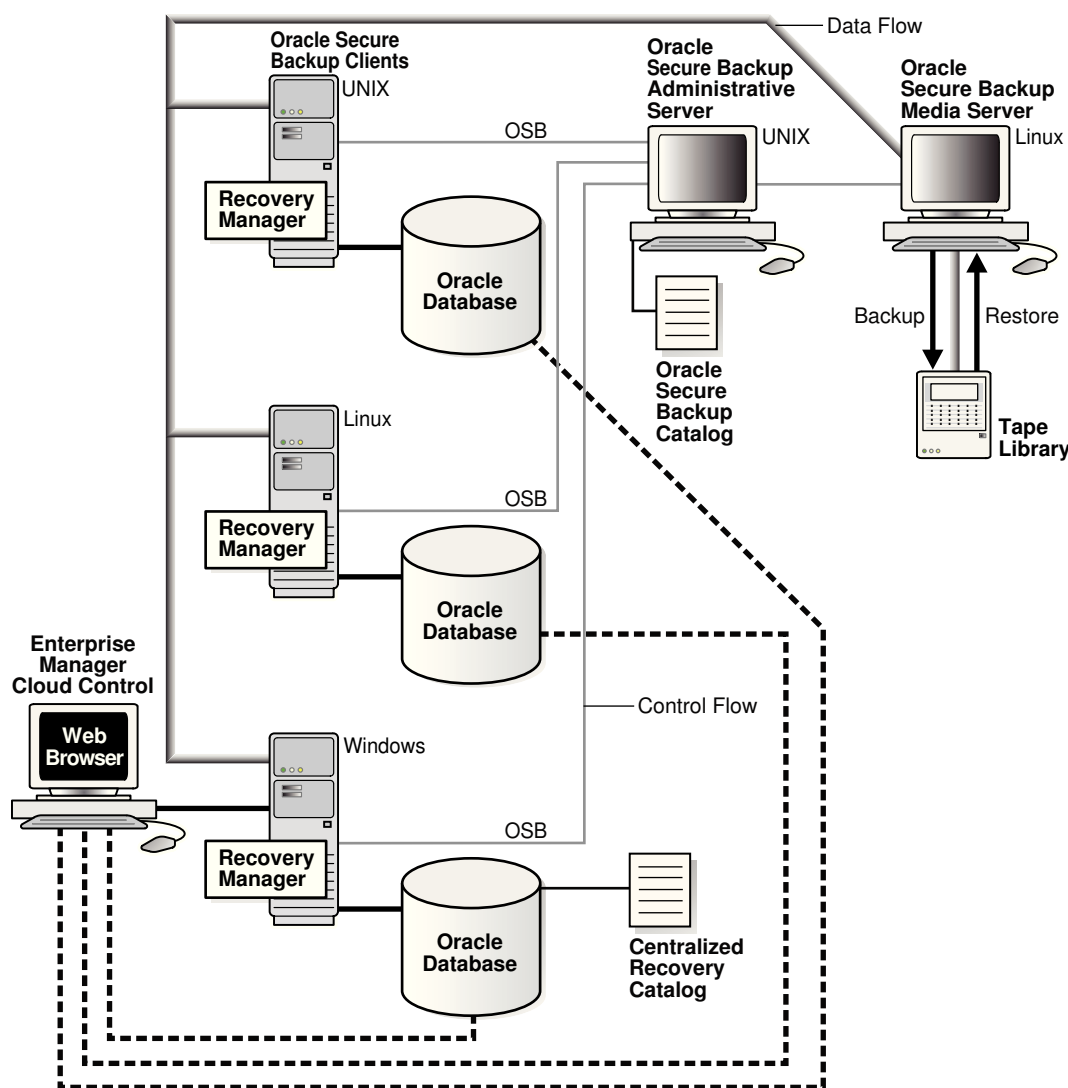 Data Flow
Oracle Secure
Backup Clients
UNIX
Oracle
Secure Backup
Administrative
Server
UNIX
Oracle
Secure Backup
Media Server
Linux
OSB
Recovery
Manager
Oracle
Database
Backup
Restore
Oracle
Secure
Backup
Catalog
Tape
Library
Linux
OSB
Recovery
Manager
Oracle
Database
Enterprise
Manager
Cloud Control
Web
Browser
Control Flow
Windows
OSB
Recovery
Manager
Oracle
Database
Centralized
Recovery
Catalog